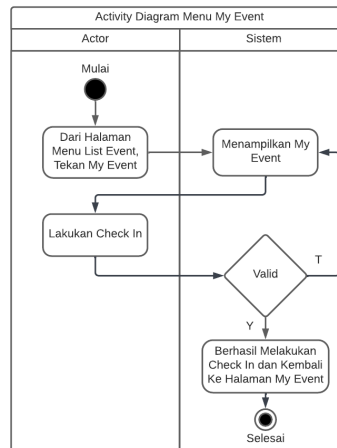 Activity Diagram Menu My Event
Actor
Sistem
Mulai
Dari Halaman
Menu List Event,
Tekan My Event
Menampilkan My
Event
Lakukan Check In
Valid
T
Y
Berhasil Melakukan
Check In dan Kembali
Ke Halaman My Event
Selesai